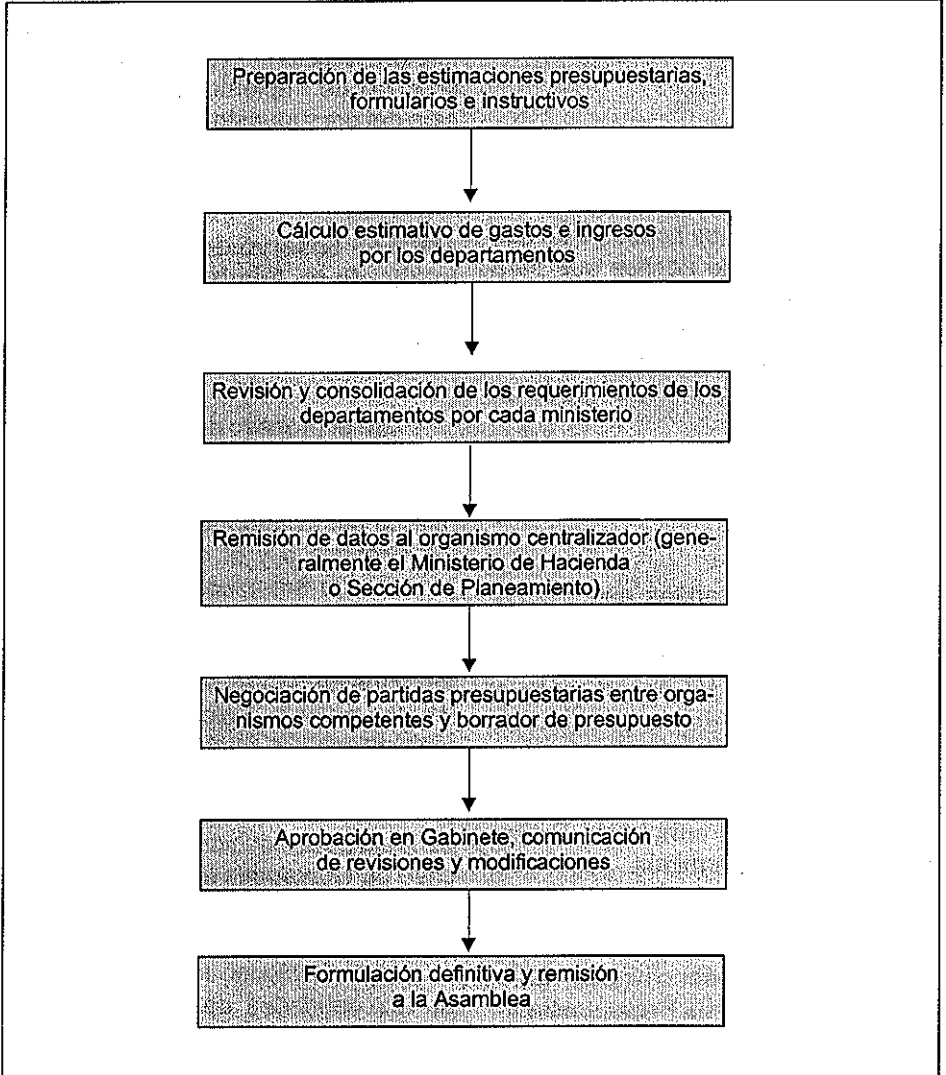 Preparación de las estimaciones presupuestarias,
formularios e instructivos
Cálculo estimativo de gastos e ingresos
por los departamentos
Revisión y consolidación de los requerimientos de los
departamentos por cada ministerio
Remisión de datos al organismo centralizador (gene-
ralmente el Ministerio de Hacienda
o Sección de Planeamiento)
Negociación de partidas presupuestarias entre orga-
nismos competentes y borrador de presupuesto
Aprobación en Gabinete, comunicación
de revisiones y modificaciones
Formulación definitiva y remisión
a la Asamblea